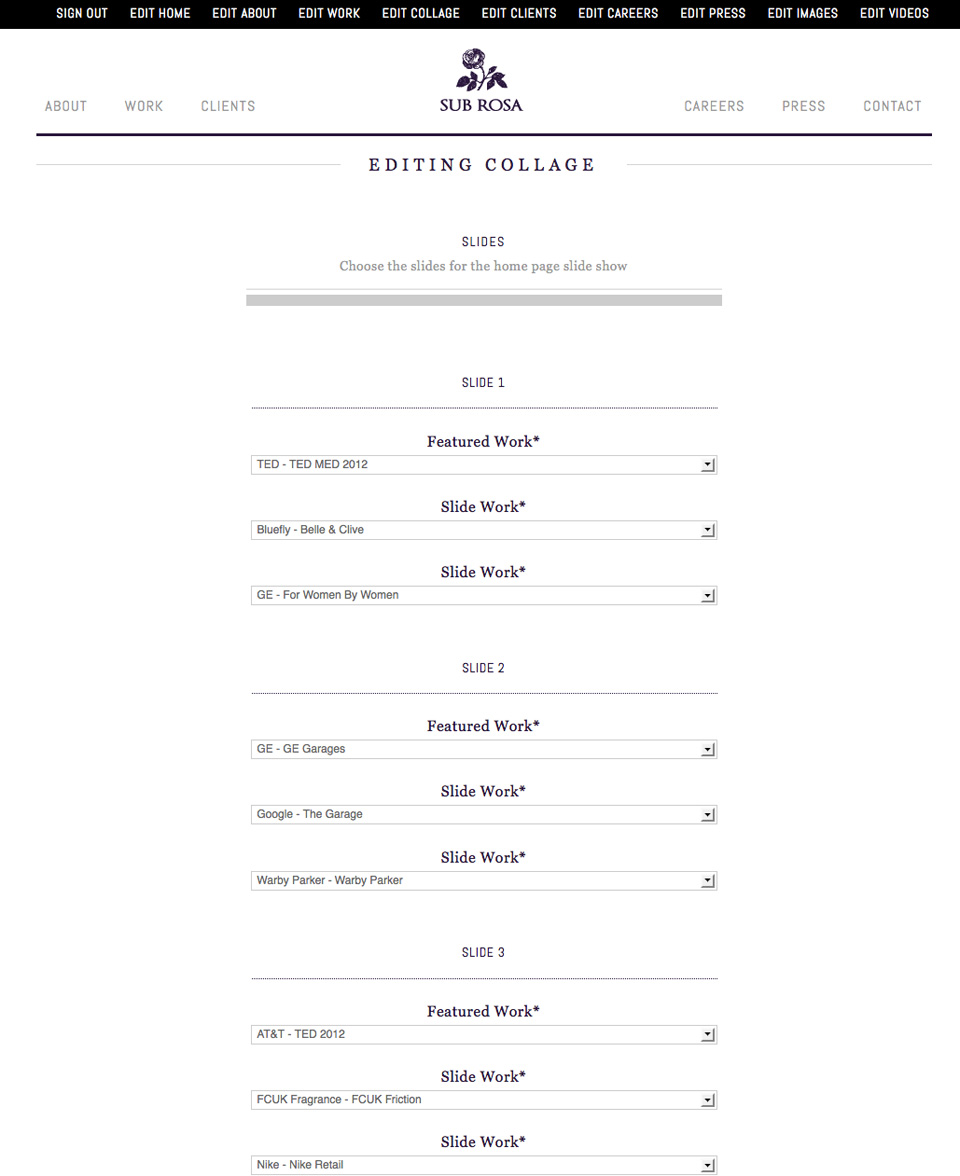 SIGN OUT EDIT HOME EDIT ABOUT EDIT WORK EDIT COLLAGE EDIT CLIENTS EDIT CAREERS EDIT PRESS EDIT IMAGES EDIT VIDEOS
ABOUT WORK CLIENTS SUB ROSA CAREERS PRESS CONTACT
EDITING COLLAGE
SLIDES
Choose the slides for the home page slide show
SLIDE 1
Featured Work*
TED - TED MED 2012
Slide Work*
Bluefly - Belle & Clive
Slide Work*
GE - For Women By Women
SLIDE 2
Featured Work*
GE - GE Garages
Slide Work*
Google - The Garage
Slide Work*
Warby Parker - Warby Parker
SLIDE 3
Featured Work*
AT&T - TED 2012
Slide Work*
FCUK Fragrance - FCUK Friction
Slide Work*
Nike - Nike Retail